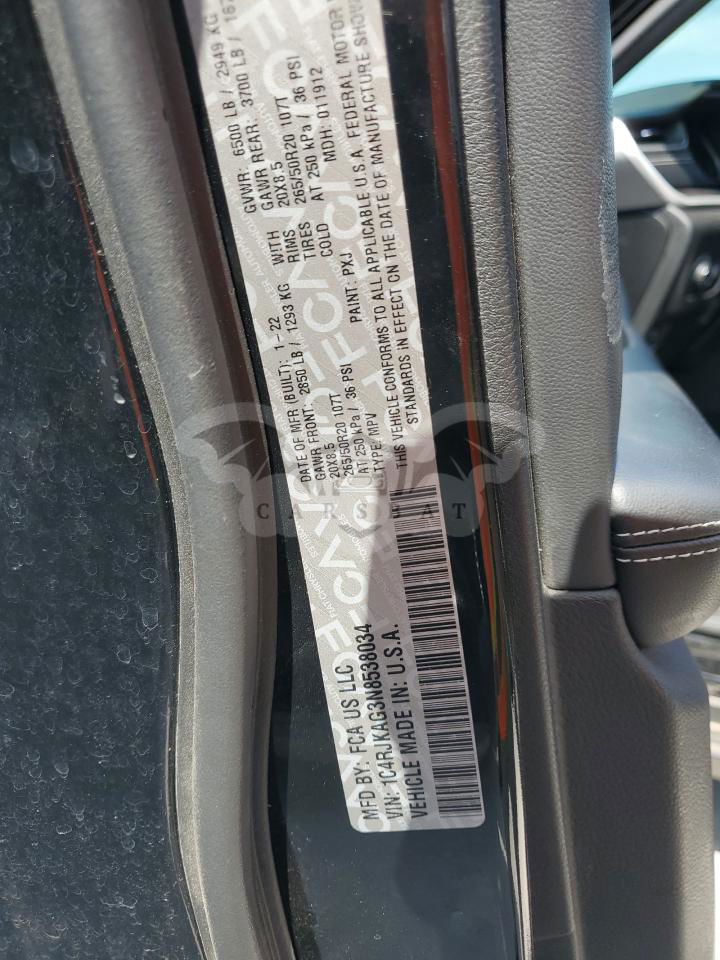 MFD BY: FCA US LLC
DATE OF MFR (BUILT): 1-22
GVWR: 6500 LB / 2949 KG
GAWR FRONT: 2850 LB / 1293 KG WITH
GAWR REAR: 3700 LB /
20X8.5 RIMS 20X8.5
265/50R20 107T TIRES 265/50R20 107T
AT 250 kPa / 36 PSI COLD AT 250 kPa / 36 PSI
VIN: 1C4RJKAG3N8538034 TYPE: MPV
PAINT: PXJ MDH: 011912
VEHICLE MADE IN: U.S.A.
THIS VEHICLE CONFORMS TO ALL APPLICABLE U.S.A. FEDERAL MOTOR
STANDARDS IN EFFECT ON THE DATE OF MANUFACTURE SHOWN
CARSBAT